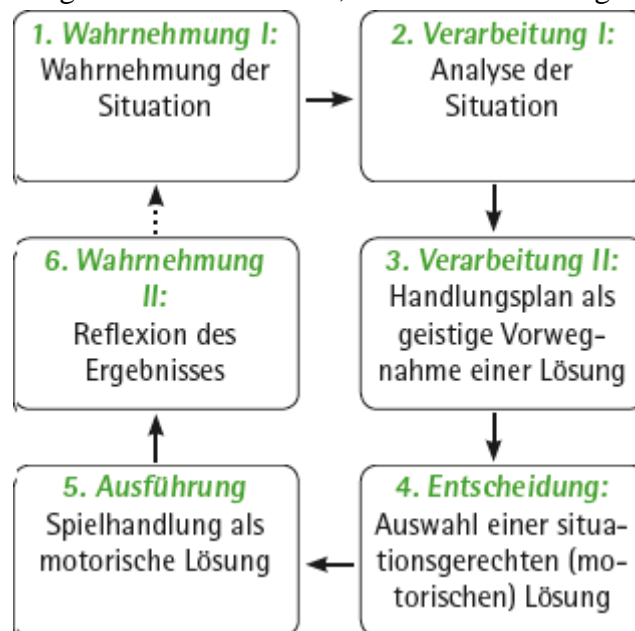 1. Wahrnehmung I:
Wahrnehmung der
Situation
2. Verarbeitung I:
Analyse der
Situation
3. Verarbeitung II:
Handlungsplan als
geistige Vorweg-
nahme einer Lösung
4. Entscheidung:
Auswahl einer situa-
tionsgerechten (mo-
torischen) Lösung
5. Ausführung
Spielhandlung als
motorische Lösung
6. Wahrnehmung
II:
Reflexion des
Ergebnisses